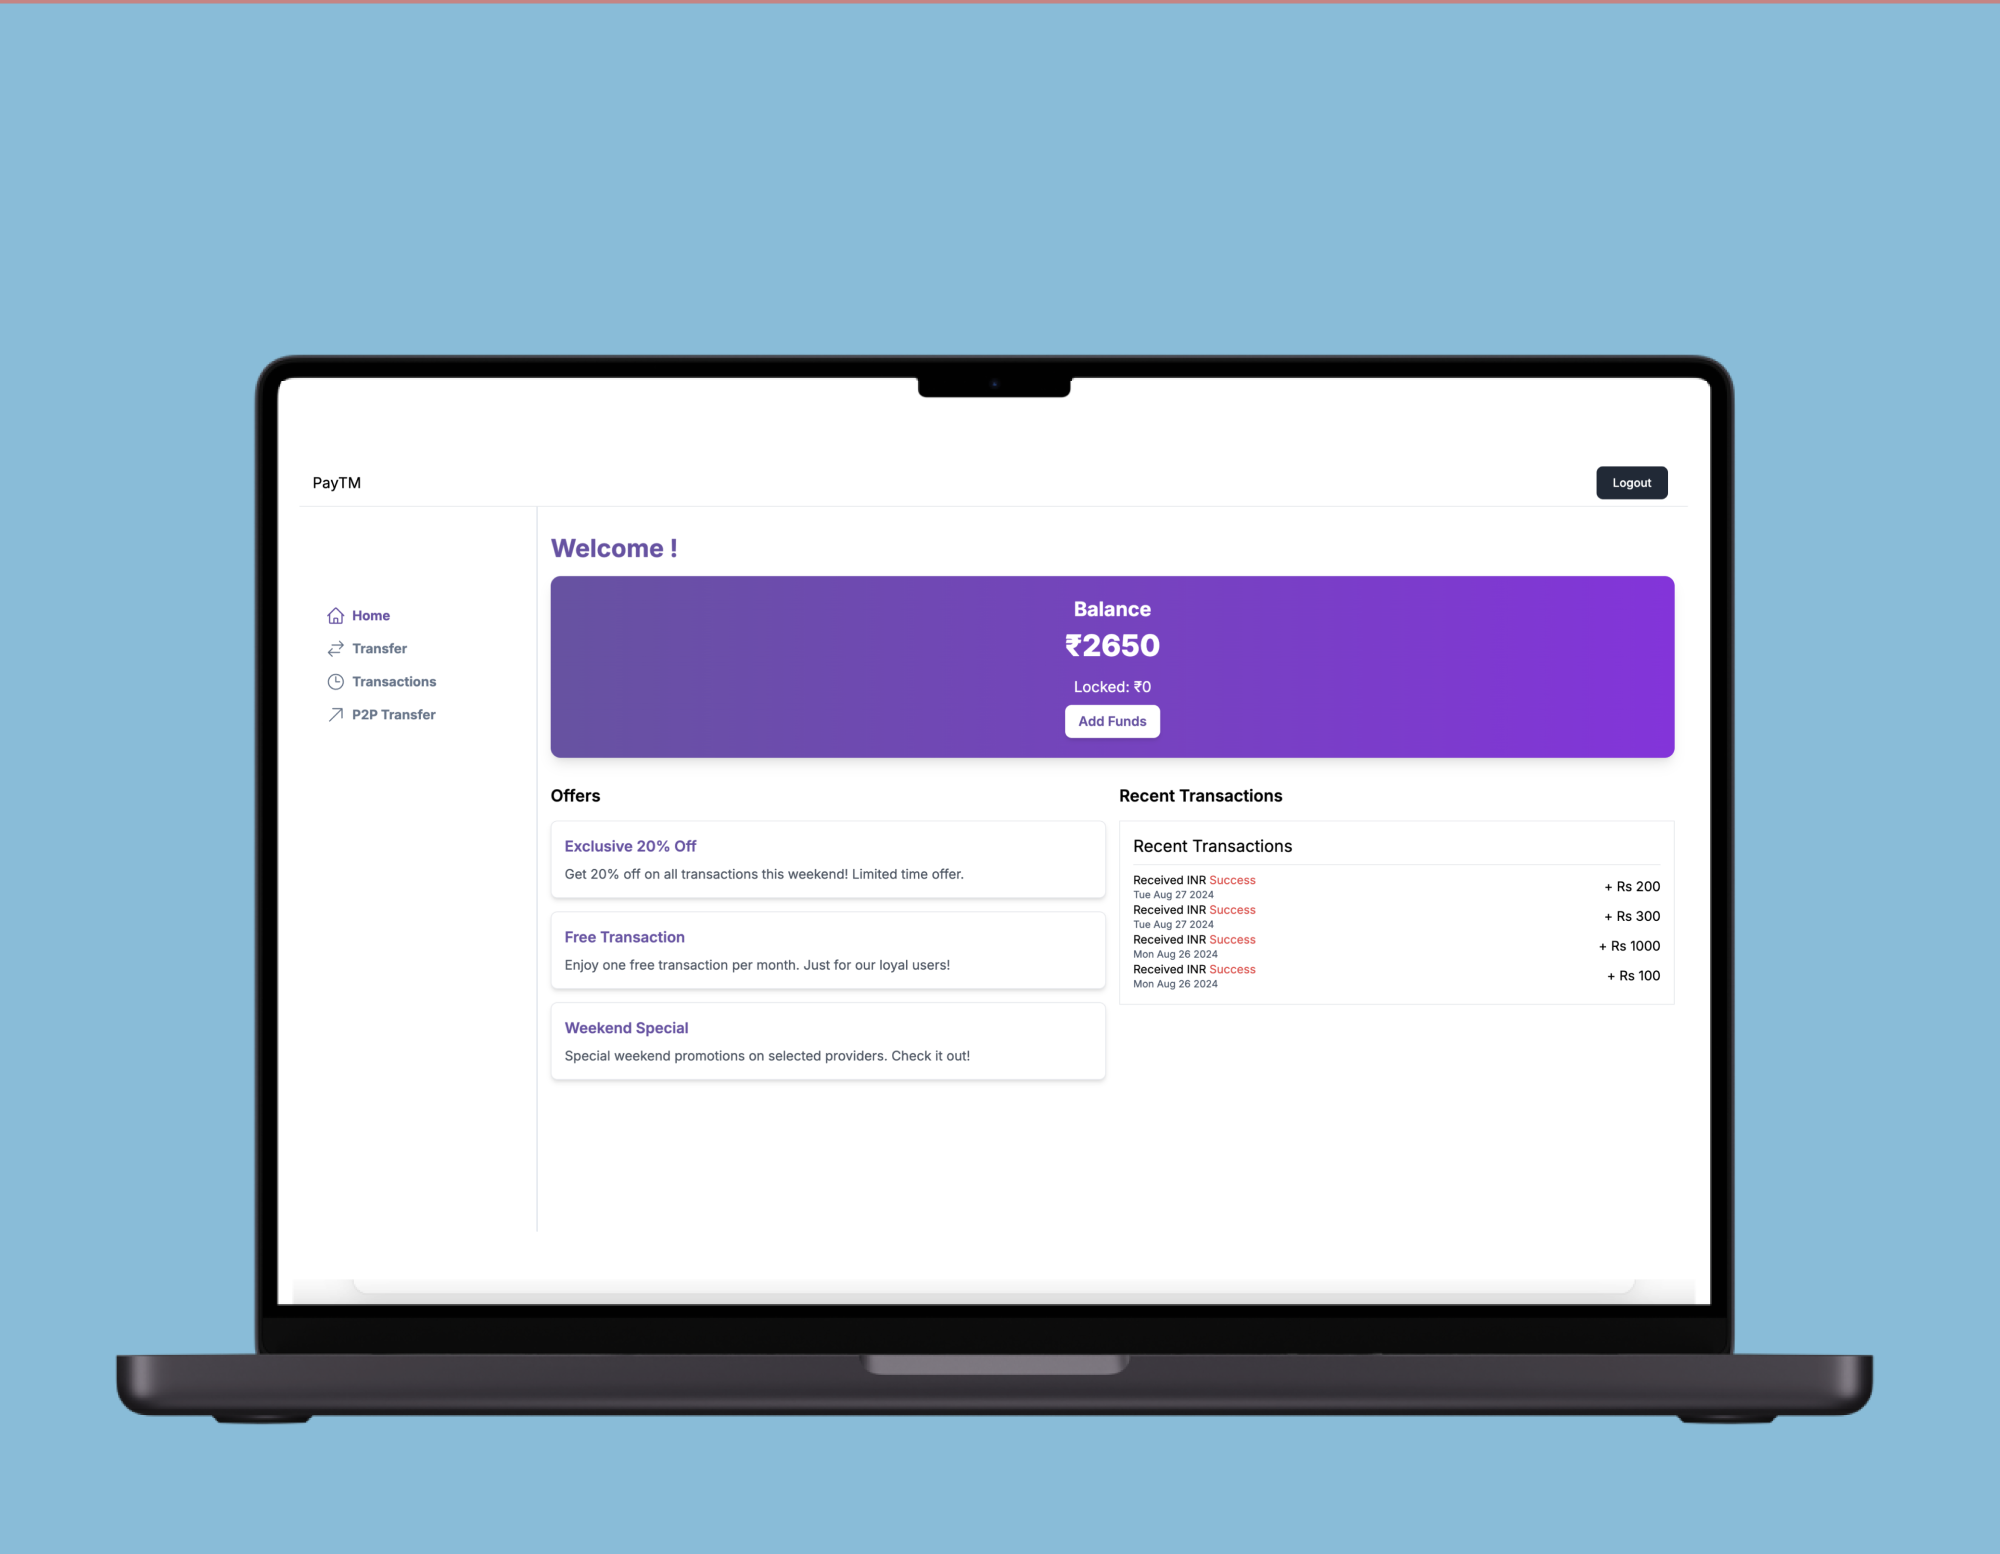 PayTM
Logout
Welcome !
Home
Transfer
Transactions
P2P Transfer
Balance
₹2650
Locked: ₹0
Add Funds
Offers
Exclusive 20% Off
Get 20% off on all transactions this weekend! Limited time offer.
Free Transaction
Enjoy one free transaction per month. Just for our loyal users!
Weekend Special
Special weekend promotions on selected providers. Check it out!
Recent Transactions
Recent Transactions
Received INR Success
Tue Aug 27 2024
+ Rs 200
Received INR Success
Tue Aug 27 2024
+ Rs 300
Received INR Success
Mon Aug 26 2024
+ Rs 1000
Received INR Success
Mon Aug 26 2024
+ Rs 100